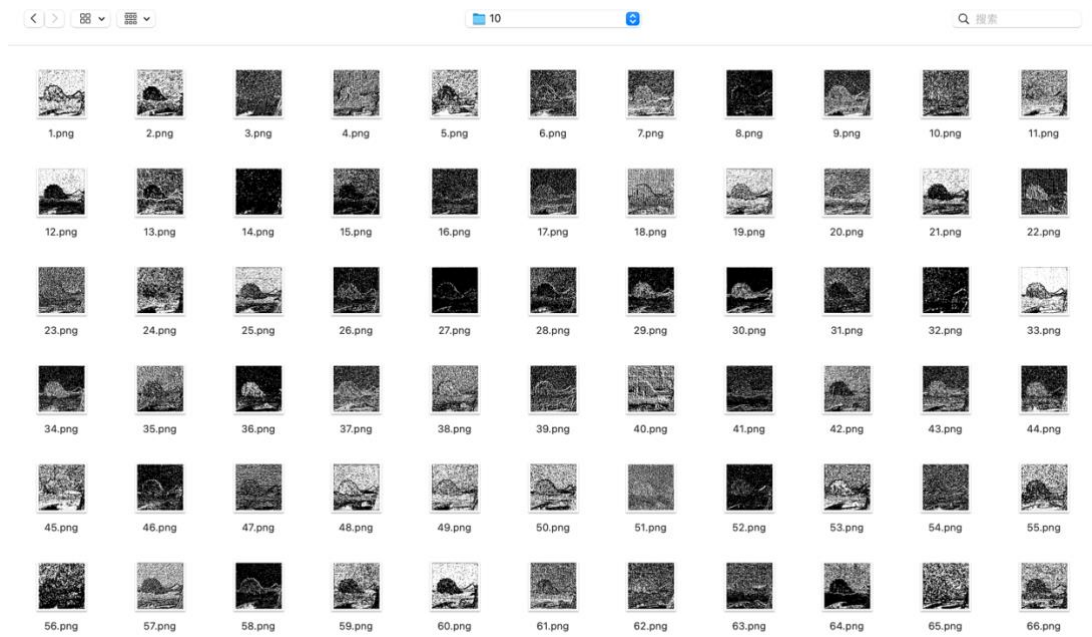 10
搜索
1.png 2.png 3.png 4.png 5.png 6.png 7.png 8.png 9.png 10.png 11.png
12.png 13.png 14.png 15.png 16.png 17.png 18.png 19.png 20.png 21.png 22.png
23.png 24.png 25.png 26.png 27.png 28.png 29.png 30.png 31.png 32.png 33.png
34.png 35.png 36.png 37.png 38.png 39.png 40.png 41.png 42.png 43.png 44.png
45.png 46.png 47.png 48.png 49.png 50.png 51.png 52.png 53.png 54.png 55.png
56.png 57.png 58.png 59.png 60.png 61.png 62.png 63.png 64.png 65.png 66.png